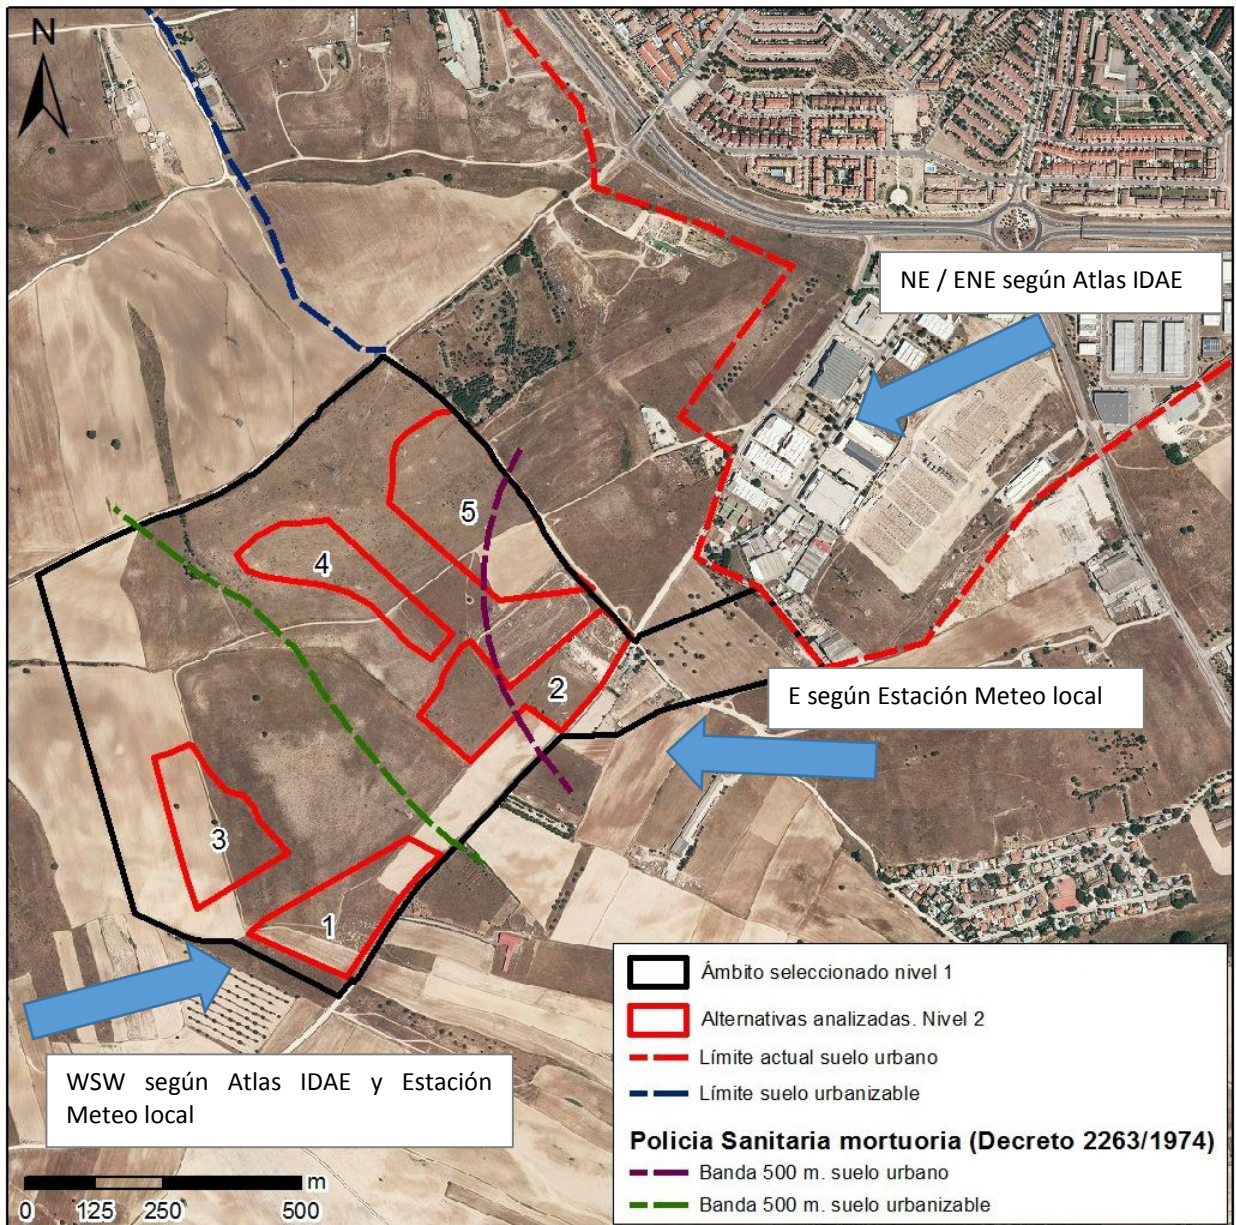 N
NE / ENE según Atlas IDAE
5
4
E según Estación Meteo local
2
3
1
WSW según Atlas IDAE y Estación
Meteo local
Ámbito seleccionado nivel 1
Alternativas analizadas. Nivel 2
Límite actual suelo urbano
Límite suelo urbanizable
Policia Sanitaria mortuoria (Decreto 2263/1974)
Banda 500 m. suelo urbano
Banda 500 m. suelo urbanizable
m
0 125 250 500